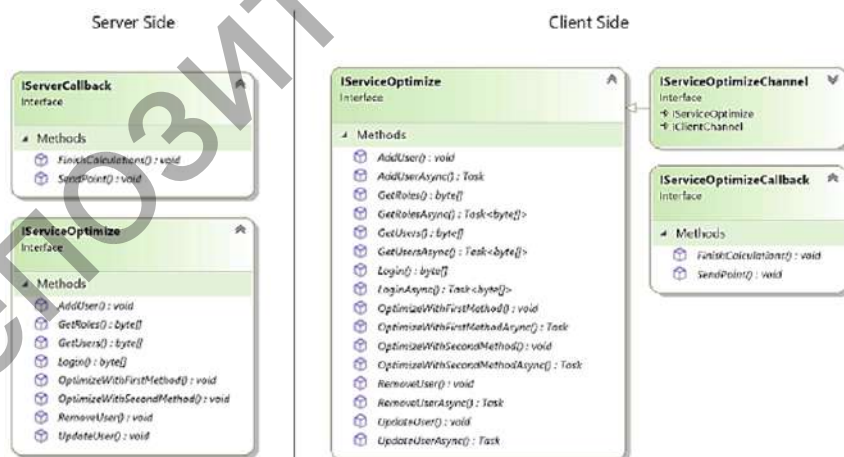 Server Side
IServerCallback
Interface
Methods
FinishCalculations() : void
SendPoint() : void
IServiceOptimize
Interface
Methods
AddUser() : void
GetRoles() : byte[]
GetUsers() : byte[]
Login() : byte[]
OptimizeWithFirstMethod() : void
OptimizeWithSecondMethod() : void
RemoveUser() : void
UpdateUser() : void
Client Side
IServiceOptimize
Interface
Methods
AddUser() : void
AddUserAsync() : Task
GetRoles() : byte[]
GetRolesAsync() : Task<byte[]>
GetUsers() : byte[]
GetUsersAsync() : Task<byte[]>
Login() : byte[]
LoginAsync() : Task<byte[]>
OptimizeWithFirstMethod() : void
OptimizeWithFirstMethodAsync() : Task
OptimizeWithSecondMethod() : void
OptimizeWithSecondMethodAsync() : Task
RemoveUser() : void
RemoveUserAsync() : Task
UpdateUser() : void
UpdateUserAsync() : Task
IServiceOptimizeChannel
Interface
IServiceOptimize
IClientChannel
IServiceOptimizeCallback
Interface
Methods
FinishCalculations() : void
SendPoint() : void
ЕПОЗИТ